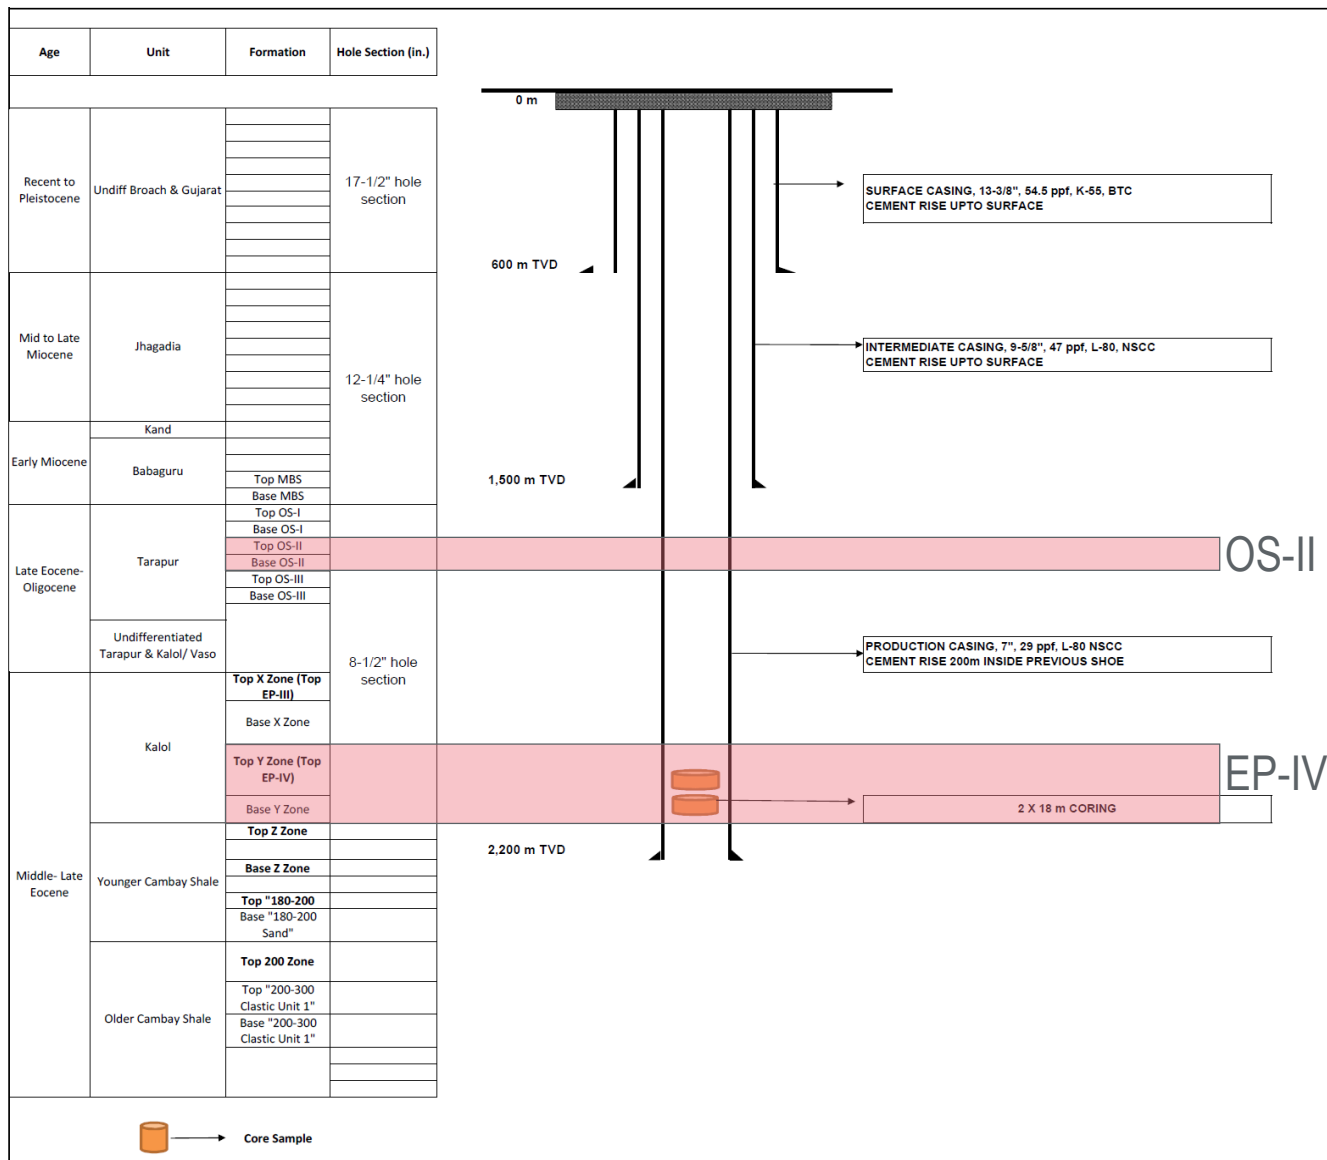 Age
Unit
Formation
Hole Section (in.)
0 m
Recent to
Pleistocene
Undiff Broach & Gujarat
17-1/2" hole
section
SURFACE CASING, 13-3/8", 54.5 ppf, K-55, BTC
CEMENT RISE UPTO SURFACE
600 m TVD
Mid to Late
Miocene
Jhagadia
12-1/4" hole
section
INTERMEDIATE CASING, 9-5/8", 47 ppf, L-80, NSCC
CEMENT RISE UPTO SURFACE
Early Miocene
Kand
Babaguru
Top MBS
Base MBS
1,500 m TVD
Late Eocene-
Oligocene
Tarapur
Top OS-I
Base OS-I
Top OS-II
Base OS-II
OS-II
Top OS-III
Base OS-III
Undifferentiated
Tarapur & Kalol/ Vaso
8-1/2" hole
section
PRODUCTION CASING, 7", 29 ppf, L-80 NSCC
CEMENT RISE 200m INSIDE PREVIOUS SHOE
Middle- Late
Eocene
Kalol
Top X Zone (Top
EP-III)
Base X Zone
Top Y Zone (Top
EP-IV)
Base Y Zone
EP-IV
2 X 18 m CORING
Younger Cambay Shale
Top Z Zone
Base Z Zone
2,200 m TVD
Top "180-200
Base "180-200
Sand"
Older Cambay Shale
Top 200 Zone
Top "200-300
Clastic Unit 1"
Base "200-300
Clastic Unit 1"
Core Sample